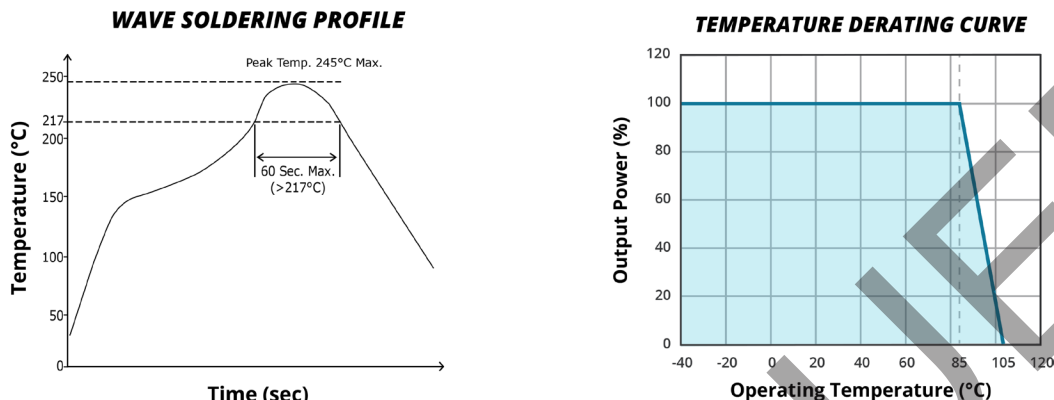 WAVE SOLDERING PROFILE
Peak Temp. 245°C Max.
250
217
200
150
100
50
0
60 Sec. Max.
(>217°C)
Temperature (°C)
Time (sec)
TEMPERATURE DERATING CURVE
120
100
80
60
40
20
0
-40 -20 0 20 40 60 85 105 120
Output Power (%)
Operating Temperature (°C)